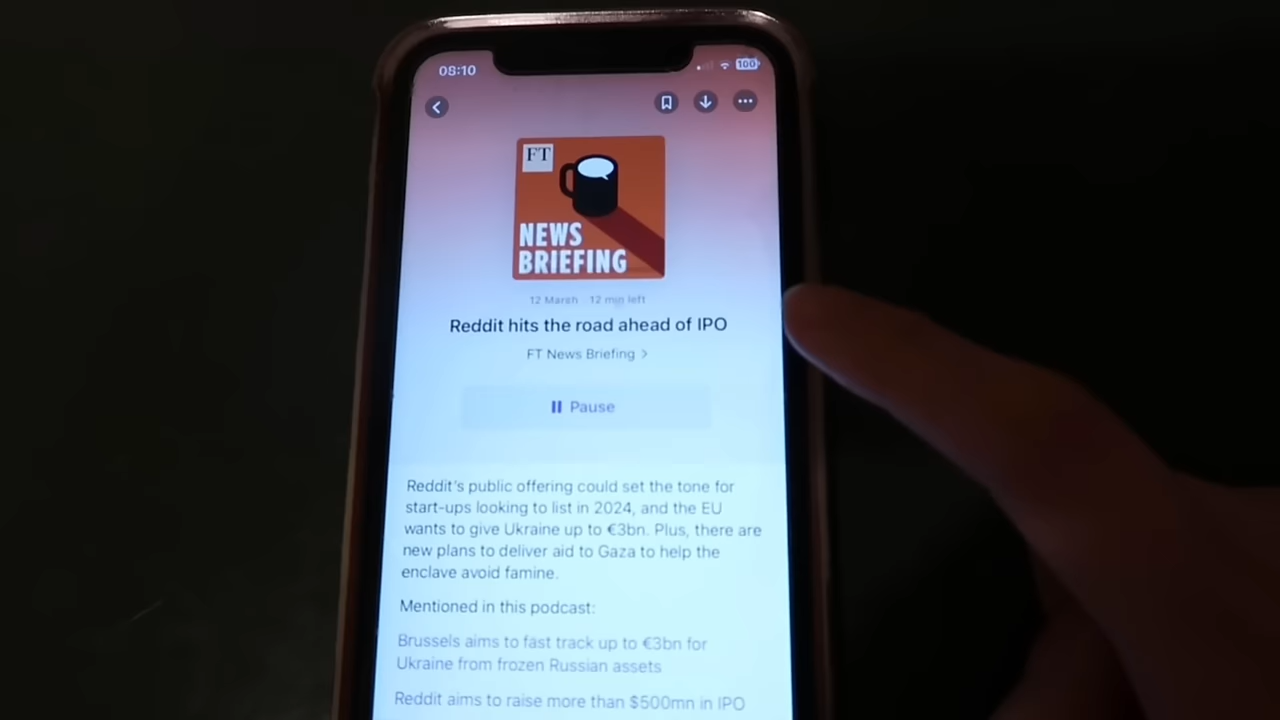 08:10
100
FT
NEWS
BRIEFING
12 March · 12 min left
Reddit hits the road ahead of IPO
FT News Briefing >
Pause
Reddit's public offering could set the tone for
start-ups looking to list in 2024, and the EU
wants to give Ukraine up to €3bn. Plus, there are
new plans to deliver aid to Gaza to help the
enclave avoid famine.
Mentioned in this podcast:
Brussels aims to fast track up to €3bn for
Ukraine from frozen Russian assets
Reddit aims to raise more than $500mn in IPO